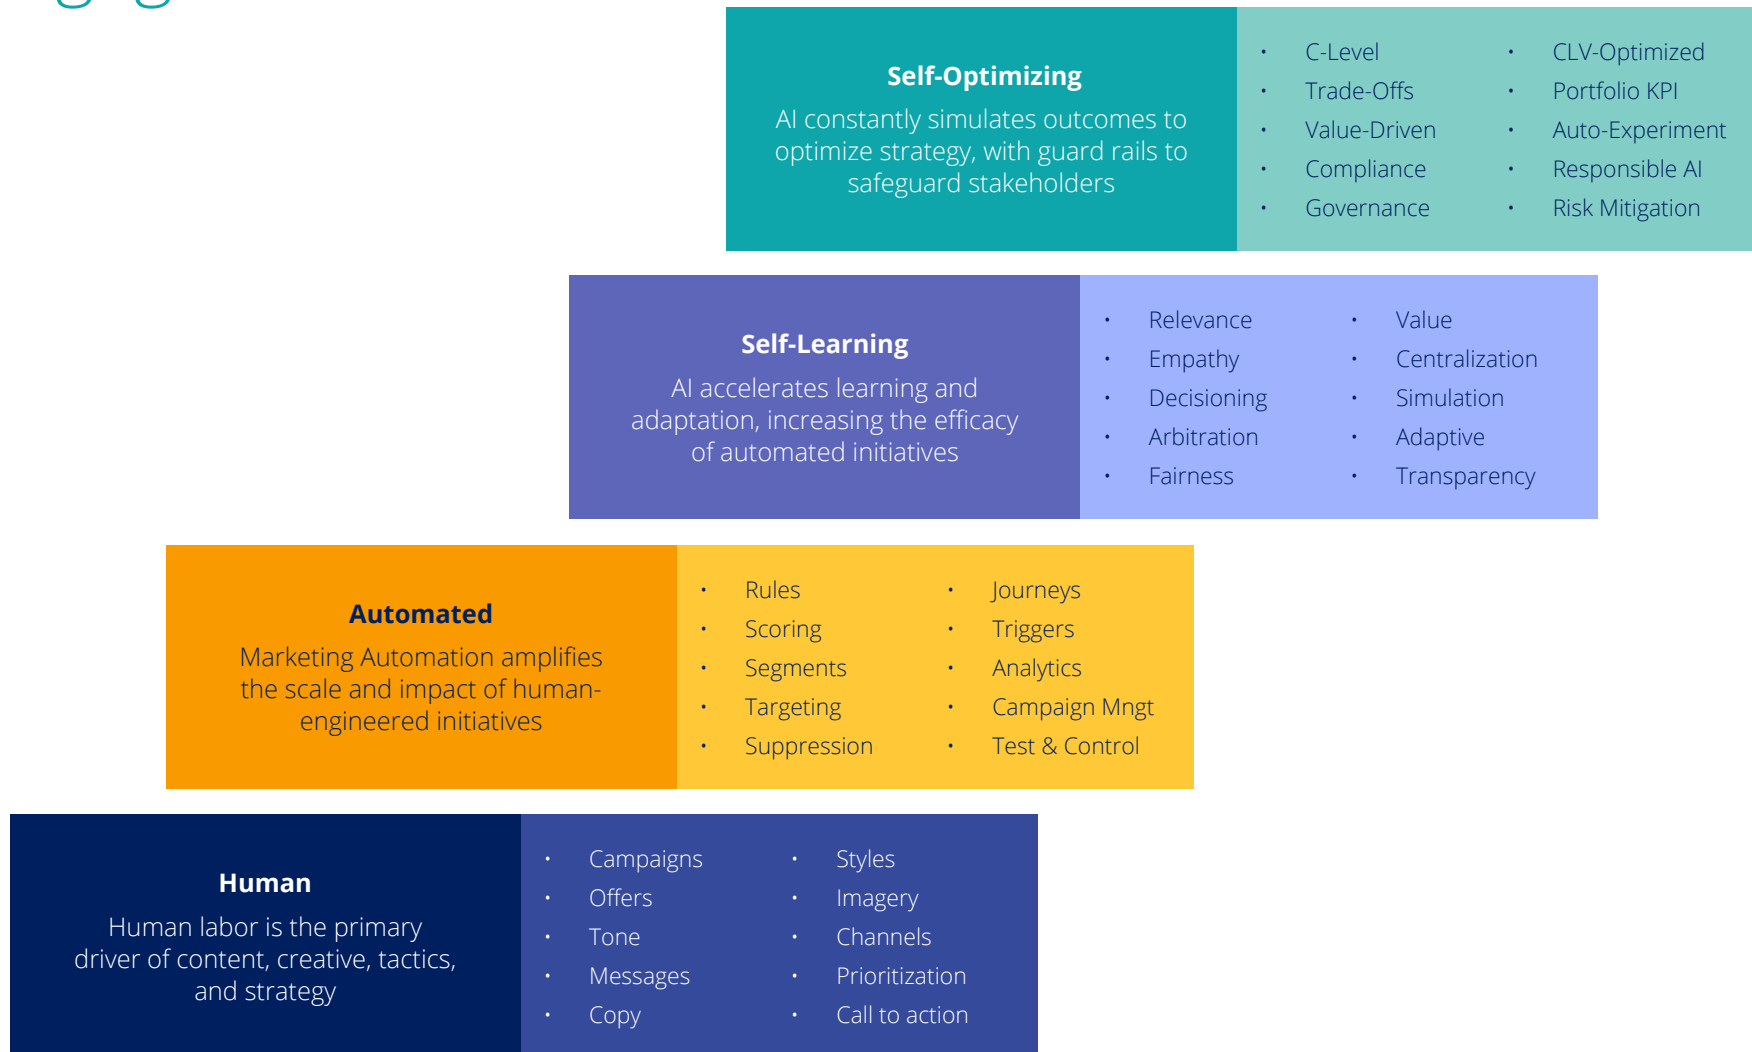 Self-Optimizing
AI constantly simulates outcomes to
optimize strategy, with guard rails to
safeguard stakeholders
• C-Level
• Trade-Offs
• Value-Driven
• Compliance
• Governance
• CLV-Optimized
• Portfolio KPI
• Auto-Experiment
• Responsible AI
• Risk Mitigation
Self-Learning
AI accelerates learning and
adaptation, increasing the efficacy
of automated initiatives
• Relevance
• Empathy
• Decisioning
• Arbitration
• Fairness
• Value
• Centralization
• Simulation
• Adaptive
• Transparency
Automated
Marketing Automation amplifies
the scale and impact of human-
engineered initiatives
• Rules
• Scoring
• Segments
• Targeting
• Suppression
• Journeys
• Triggers
• Analytics
• Campaign Mngt
• Test & Control
Human
Human labor is the primary
driver of content, creative, tactics,
and strategy
• Campaigns
• Offers
• Tone
• Messages
• Copy
• Styles
• Imagery
• Channels
• Prioritization
• Call to action